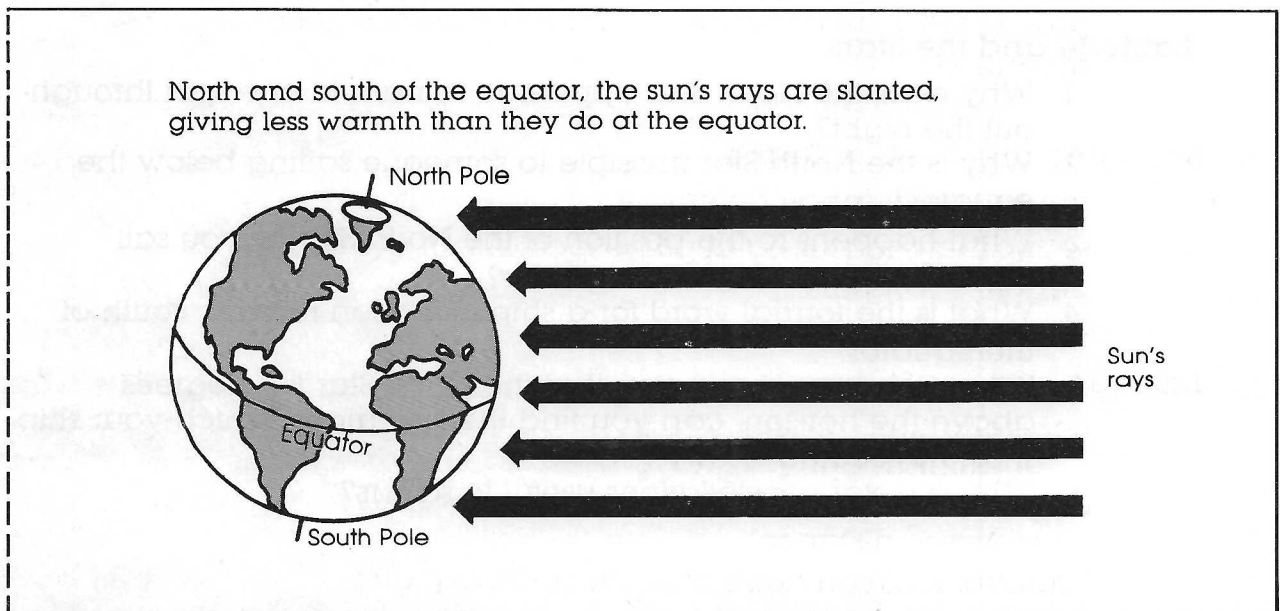 North and south of the equator, the sun's rays are slanted,
giving less warmth than they do at the equator.
North Pole
Sun's
rays
Equator
South Pole